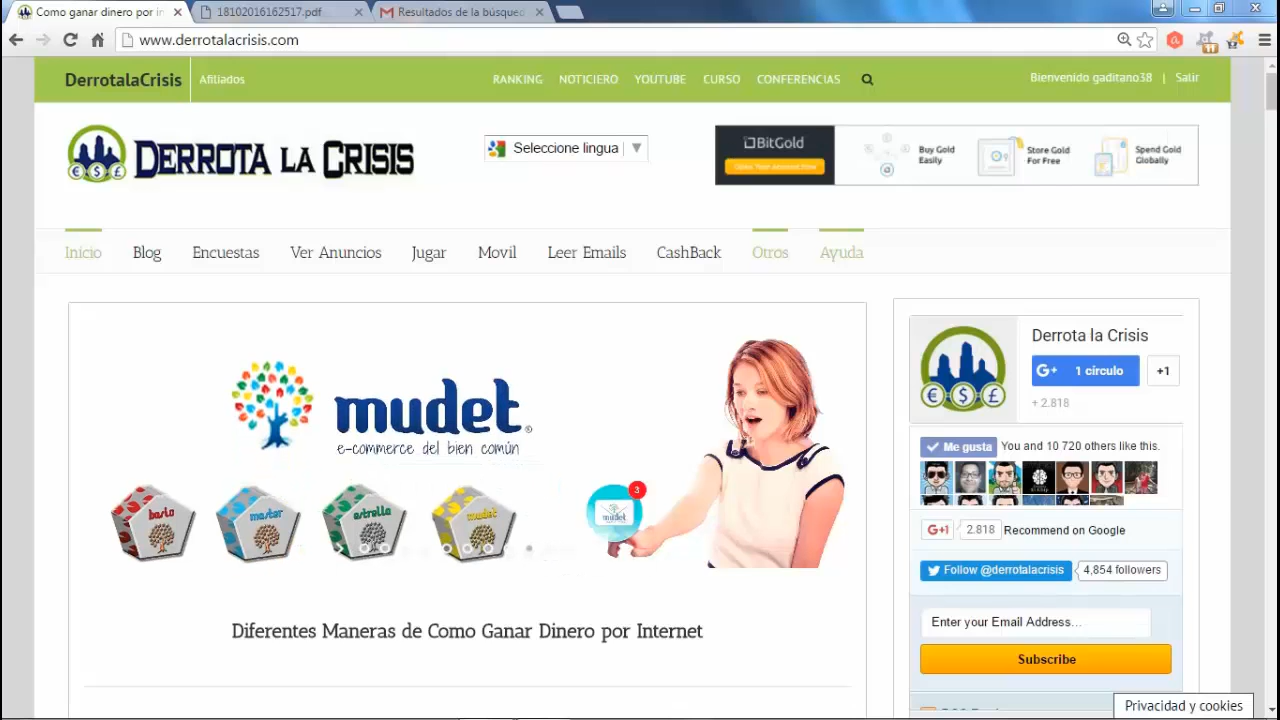 Como ganar dinero por in
18102016162517.pdf
Resultados de la búsqued
www.derrotalacrisis.com
11
DerrotalaCrisis
Afiliados
RANKING NOTICIERO YOUTUBE CURSO CONFERENCIAS
Bienvenido gaditano38 | Salir
DERROTA LA CRISIS
€ $ £
Seleccione lingua
BitGold
Buy Gold
Easily
Store Gold
For Free
Spend Gold
Globally
Inicio Blog Encuestas Ver Anuncios Jugar Movil Leer Emails CashBack Otros Ayuda
mudet®
e-commerce del bien común
basla
master
estrella
mudet
3
mudet
Diferentes Maneras de Como Ganar Dinero por Internet
€ $ £
Derrota la Crisis
G+ 1 círculo
+1
+ 2.818
Me gusta
You and 10 720 others like this.
G+1 2.818 Recommend on Google
Follow @derrotalacrisis 4,854 followers
Enter your Email Address...
Subscribe
Privacidad y cookies